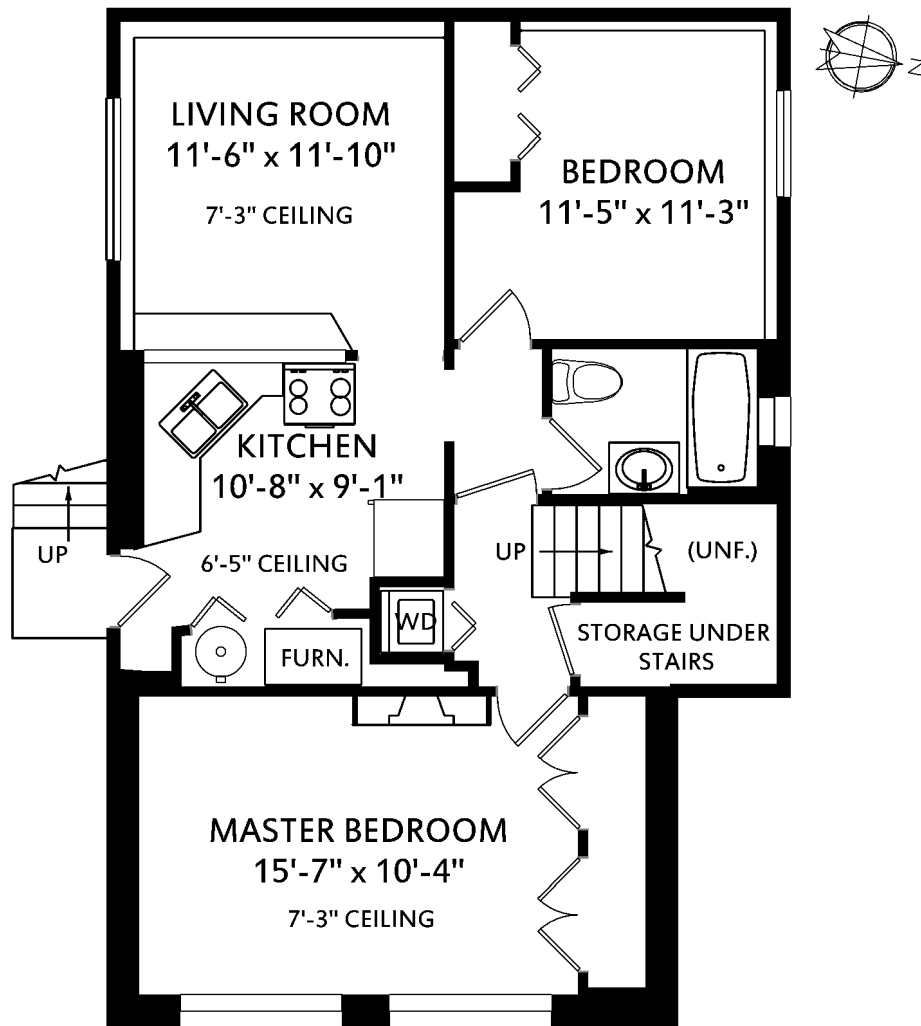 LIVING ROOM
11'-6" x 11'-10"
7'-3" CEILING
BEDROOM
11'-5" x 11'-3"
N
KITCHEN
10'-8" x 9'-1"
6'-5" CEILING
UP
UP
(UNF.)
WD
FURN.
STORAGE UNDER
STAIRS
MASTER BEDROOM
15'-7" x 10'-4"
7'-3" CEILING